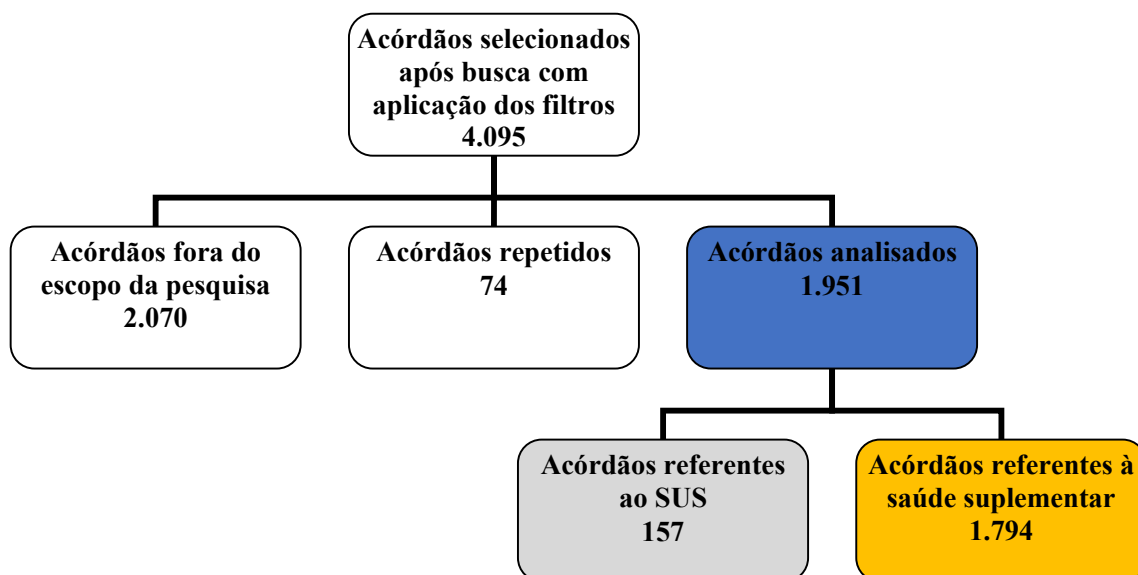 Acórdãos selecionados
após busca com
aplicação dos filtros
4.095
Acórdãos fora do
escopo da pesquisa
2.070
Acórdãos repetidos
74
Acórdãos analisados
1.951
Acórdãos referentes
ao SUS
157
Acórdãos referentes à
saúde suplementar
1.794